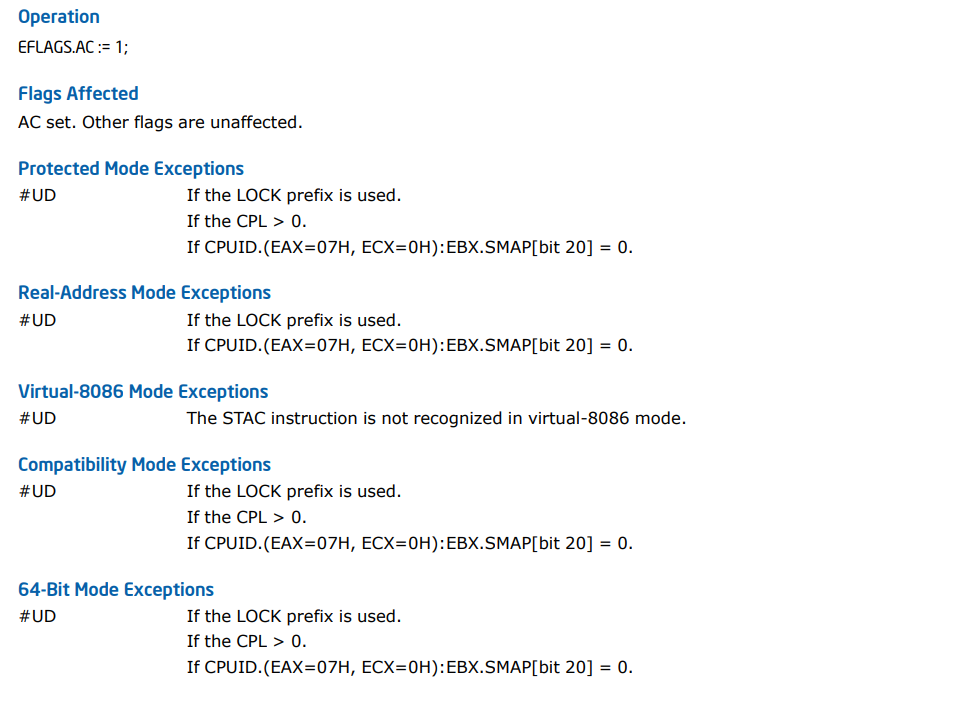 Operation
EFLAGS.AC := 1;
Flags Affected
AC set. Other flags are unaffected.
Protected Mode Exceptions
#UD If the LOCK prefix is used.
If the CPL > 0.
If CPUID.(EAX=07H, ECX=0H):EBX.SMAP[bit 20] = 0.
Real-Address Mode Exceptions
#UD If the LOCK prefix is used.
If CPUID.(EAX=07H, ECX=0H):EBX.SMAP[bit 20] = 0.
Virtual-8086 Mode Exceptions
#UD The STAC instruction is not recognized in virtual-8086 mode.
Compatibility Mode Exceptions
#UD If the LOCK prefix is used.
If the CPL > 0.
If CPUID.(EAX=07H, ECX=0H):EBX.SMAP[bit 20] = 0.
64-Bit Mode Exceptions
#UD If the LOCK prefix is used.
If the CPL > 0.
If CPUID.(EAX=07H, ECX=0H):EBX.SMAP[bit 20] = 0.